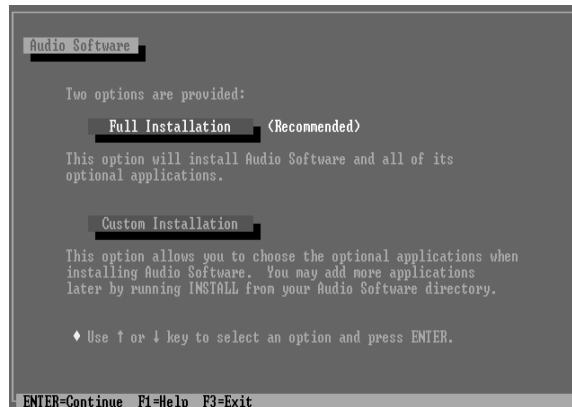 Audio Software
Two options are provided:
Full Installation (Recommended)
This option will install Audio Software and all of its
optional applications.
Custom Installation
This option allows you to choose the optional applications when
installing Audio Software.  You may add more applications
later by running INSTALL from your Audio Software directory.
♦ Use ↑ or ↓ key to select an option and press ENTER.
ENTER=Continue  F1=Help  F3=Exit